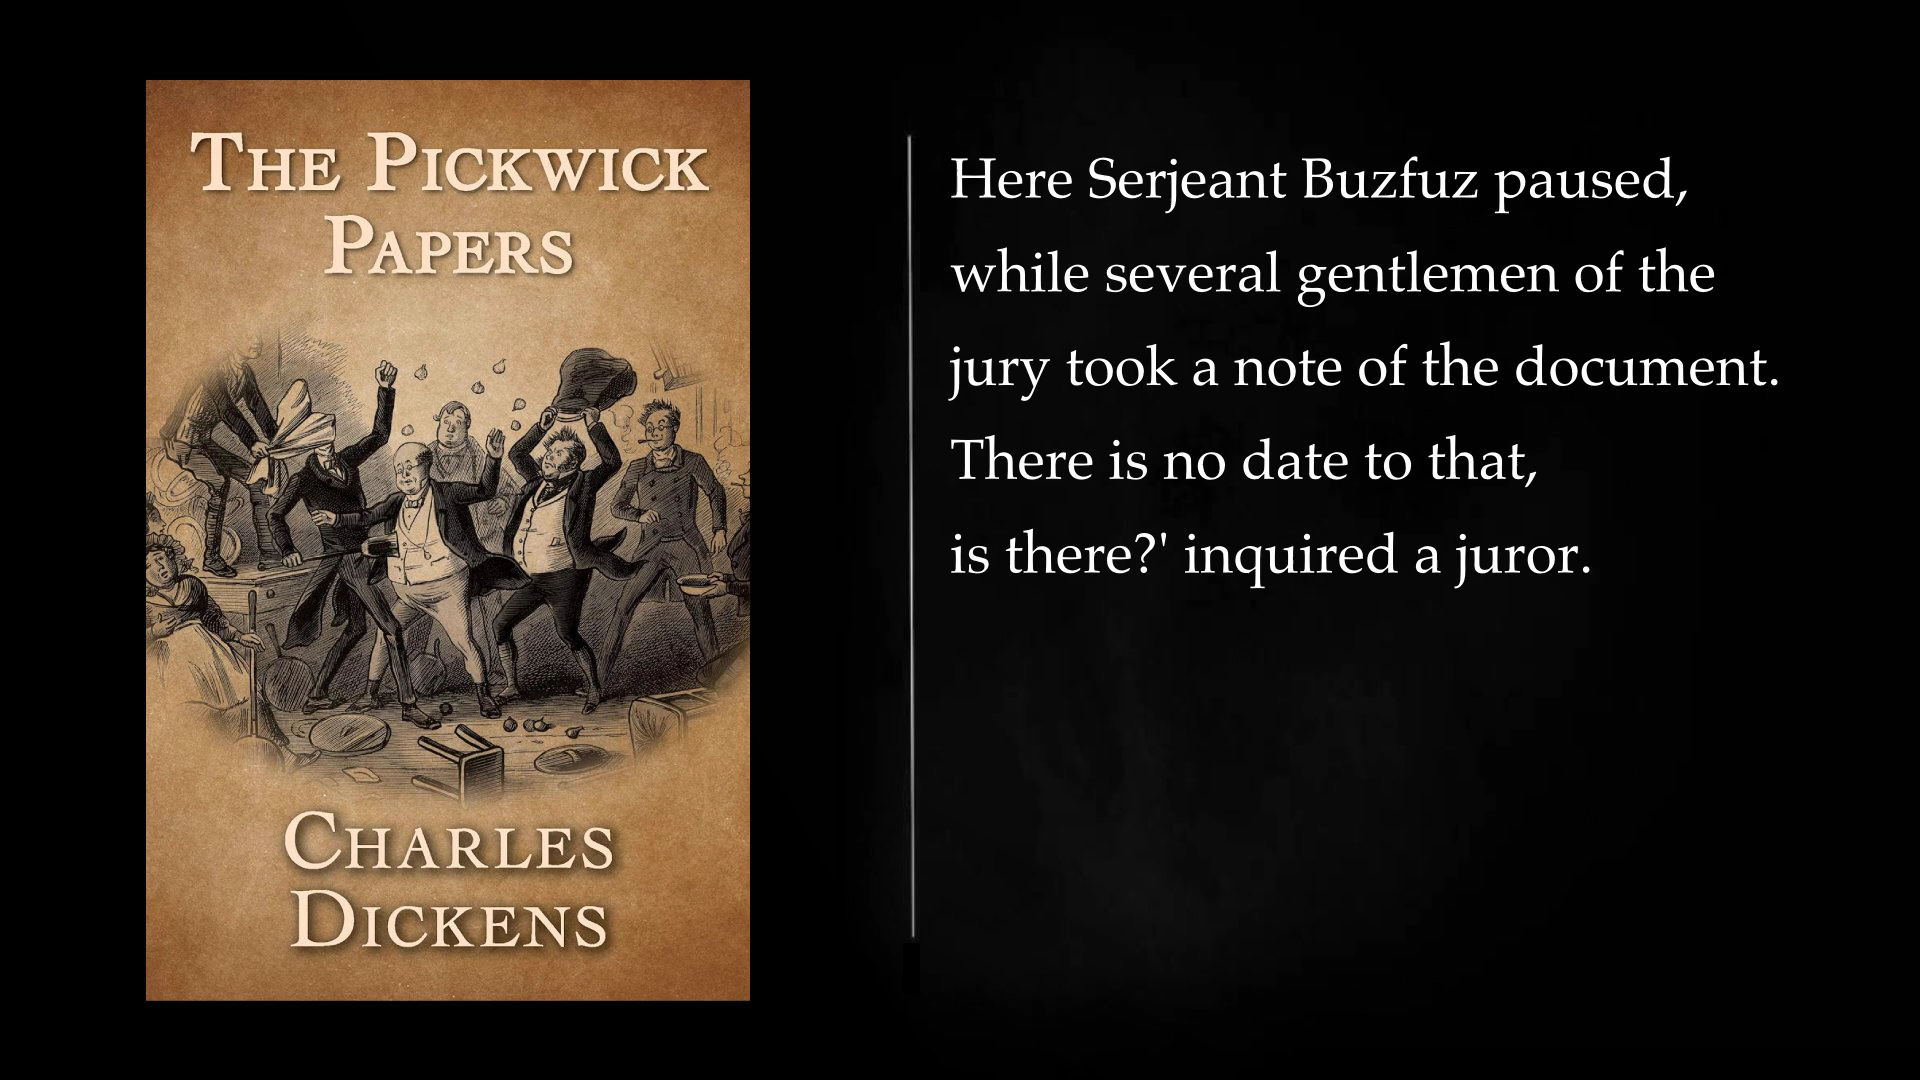 The Pickwick
Papers
Charles
Dickens
Here Serjeant Buzfuz paused,
while several gentlemen of the
jury took a note of the document.
There is no date to that,
is there?' inquired a juror.